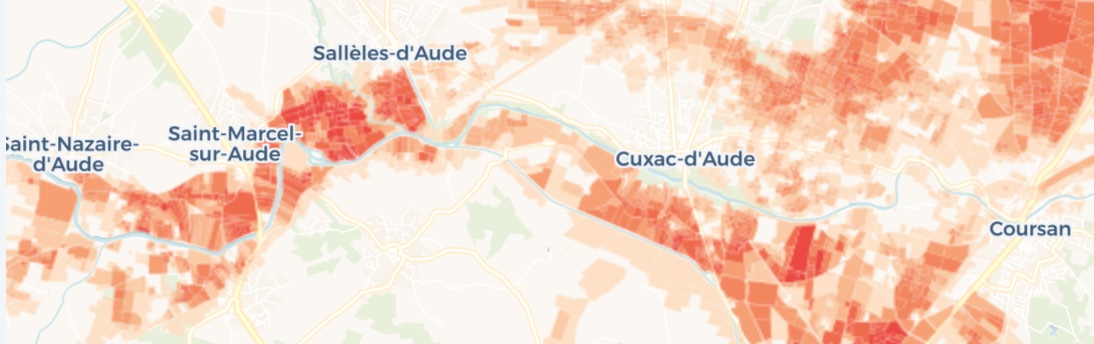 Sallèles-d'Aude
Saint-Nazaire-
d'Aude
Saint-Marcel-
sur-Aude
Cuxac-d'Aude
Coursan